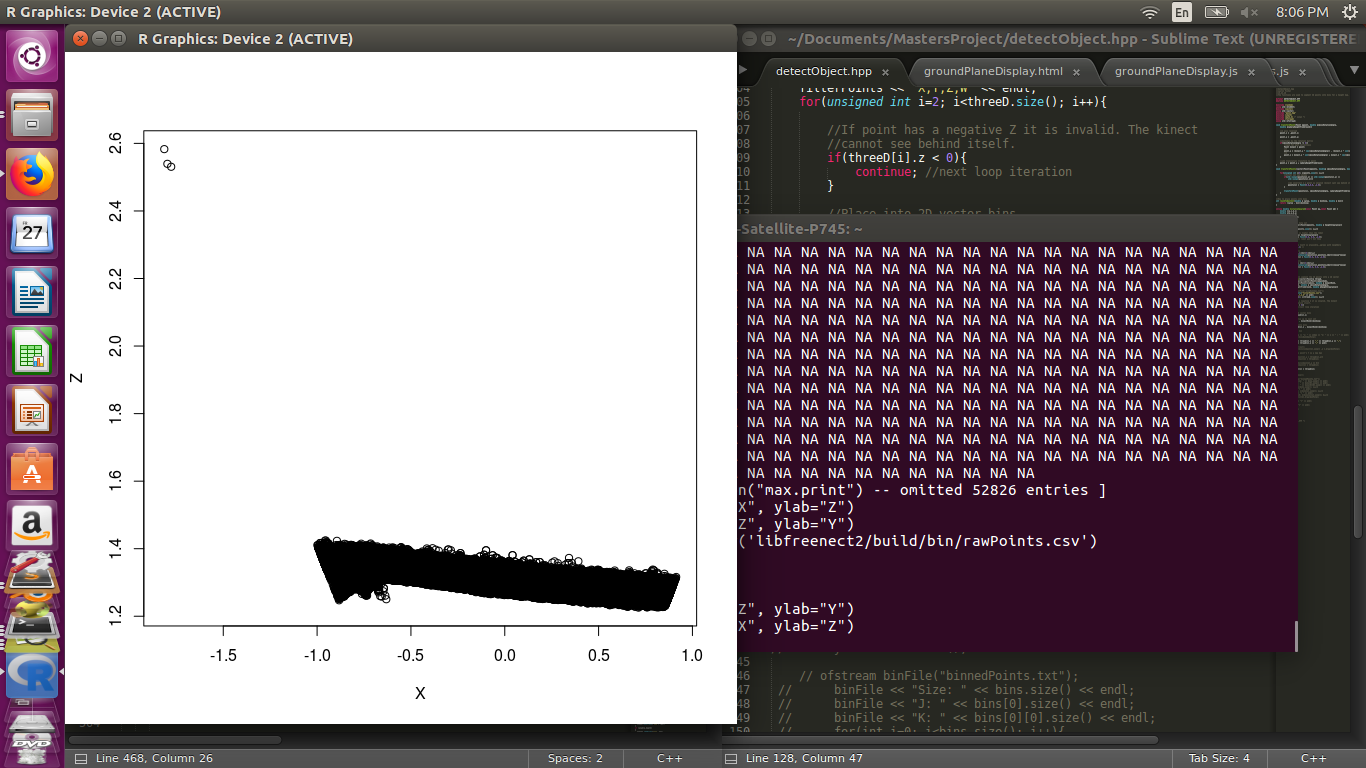 R Graphics: Device 2 (ACTIVE)
En
8:06 PM
R Graphics: Device 2 (ACTIVE)
~/Documents/MastersProject/detectObject.hpp - Sublime Text (UNREGISTERE
detectObject.hpp ×
groundPlaneDisplay.html ×
groundPlaneDisplay.js ×
s.js ×
filterPoints << "X,Y,Z,W" << endl;
05 for(unsigned int i=2; i<threeD.size(); i++){
06
07 //If point has a negative Z it is invalid. The kinect
08 //cannot see behind itself.
09 if(threeD[i].z < 0){
10 continue; //next loop iteration
11 }
12
13 //Place into 2D vector bins
-Satellite-P745: ~
NA NA NA NA NA NA NA NA NA NA NA NA NA NA NA NA NA NA NA NA
NA NA NA NA NA NA NA NA NA NA NA NA NA NA NA NA NA NA NA NA
NA NA NA NA NA NA NA NA NA NA NA NA NA NA NA NA NA NA NA NA
NA NA NA NA NA NA NA NA NA NA NA NA NA NA NA NA NA NA NA NA
NA NA NA NA NA NA NA NA NA NA NA NA NA NA NA NA NA NA NA NA
NA NA NA NA NA NA NA NA NA NA NA NA NA NA NA NA NA NA NA NA
NA NA NA NA NA NA NA NA NA NA NA NA NA NA NA NA NA NA NA NA
NA NA NA NA NA NA NA NA NA NA NA NA NA NA NA NA NA NA NA NA
NA NA NA NA NA NA NA NA NA NA NA NA NA NA NA NA NA NA NA NA
NA NA NA NA NA NA NA NA NA NA NA NA NA NA NA NA NA NA NA NA
NA NA NA NA NA NA NA NA NA NA NA NA NA NA NA NA NA NA NA NA
NA NA NA NA NA NA NA NA NA NA NA NA NA NA NA NA NA NA NA NA
NA NA NA NA NA NA NA NA NA NA NA NA NA NA NA NA NA NA NA NA
NA NA NA NA NA NA NA NA NA NA NA
n("max.print") -- omitted 52826 entries ]
X", ylab="Z")
Z", ylab="Y")
('libfreenect2/build/bin/rawPoints.csv')
Z", ylab="Y")
X", ylab="Z")
45
46 // ofstream binFile("binnedPoints.txt");
47 // binFile << "Size: " << bins.size() << endl;
48 // binFile << "J: " << bins[0].size() << endl;
49 // binFile << "K: " << bins[0][0].size() << endl;
150 // for(int i=0; i<bins.size(); i++){
2.6
2.4
2.2
2.0
1.8
1.6
1.4
1.2
Z
-1.5
-1.0
-0.5
0.0
0.5
1.0
X
27
Line 468, Column 26
Spaces: 2
C++
Line 128, Column 47
Tab Size: 4
C++